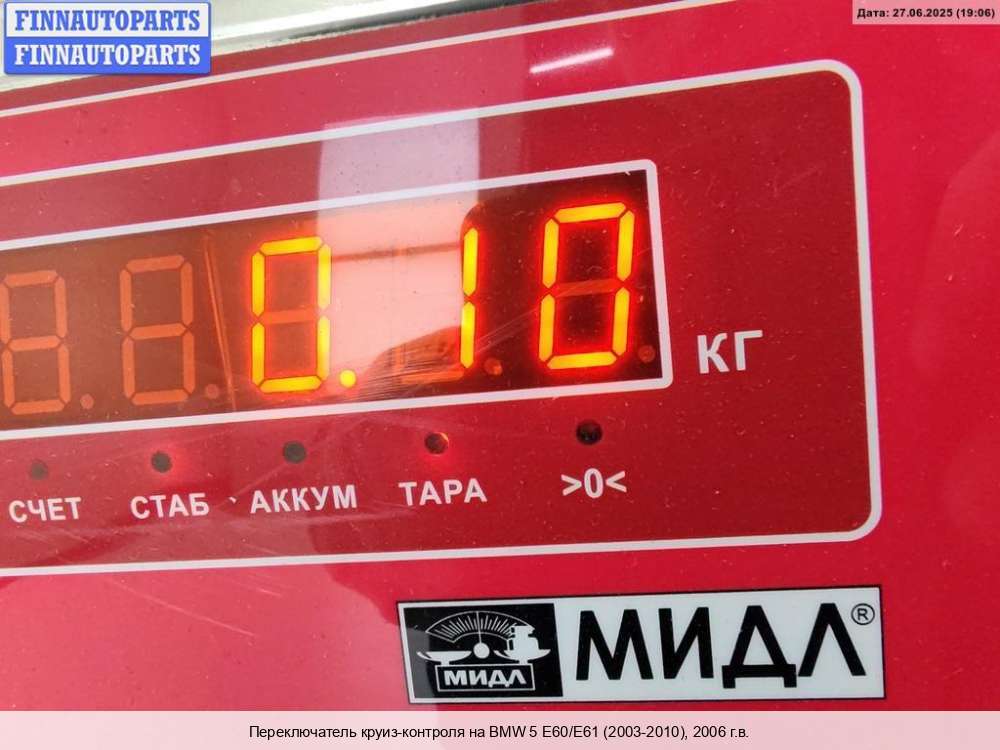 FINNAUTOPARTS
FINNAUTOPARTS
Дата: 27.06.2025 (19:06)
0.10
КГ
СЧЕТ СТАБ АККУМ ТАРА >0<
МИДЛ
МИДЛ®
Переключатель круиз-контроля на BMW 5 E60/E61 (2003-2010), 2006 г.в.